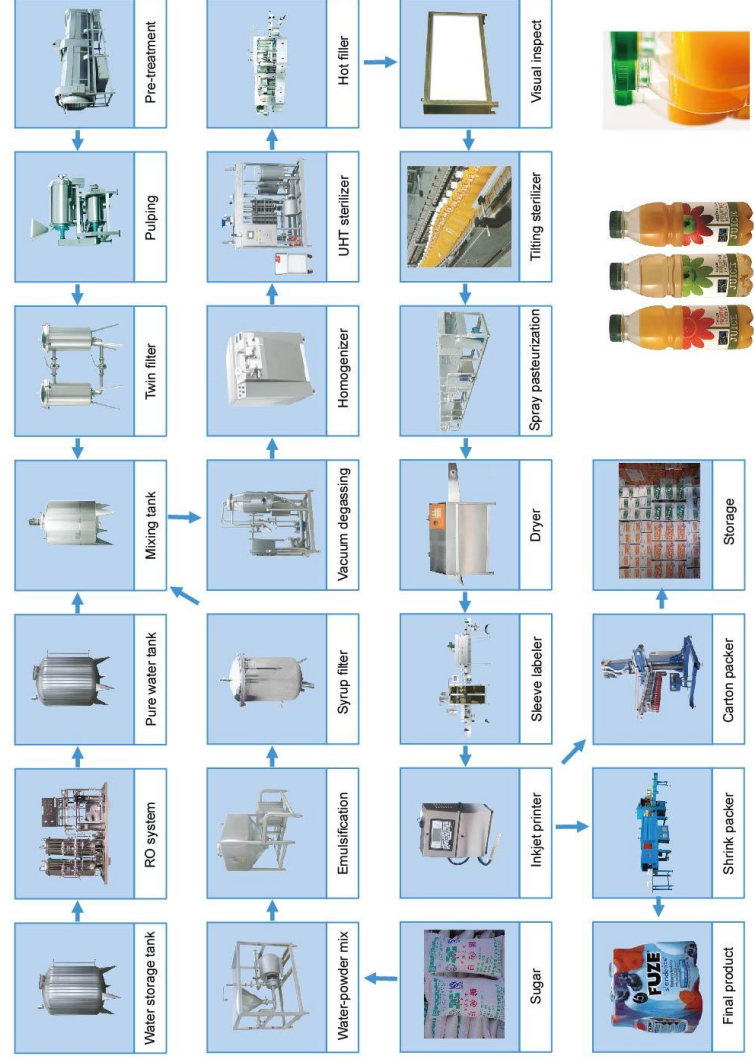 Water storage tank
RO system
Pure water tank
Mixing tank
Twin filter
Pulping
Pre-treatment
Water-powder mix
Emulsification
Syrup filter
Vacuum degassing
Homogenizer
UHT sterilizer
Hot filler
Sugar
Inkjet printer
Sleeve labeler
Dryer
Spray pasteurization
Tilting sterilizer
Visual inspect
Final product
Shrink packer
Carton packer
Storage
FUZE
slenderize
JUICE
JUICE
JUICE